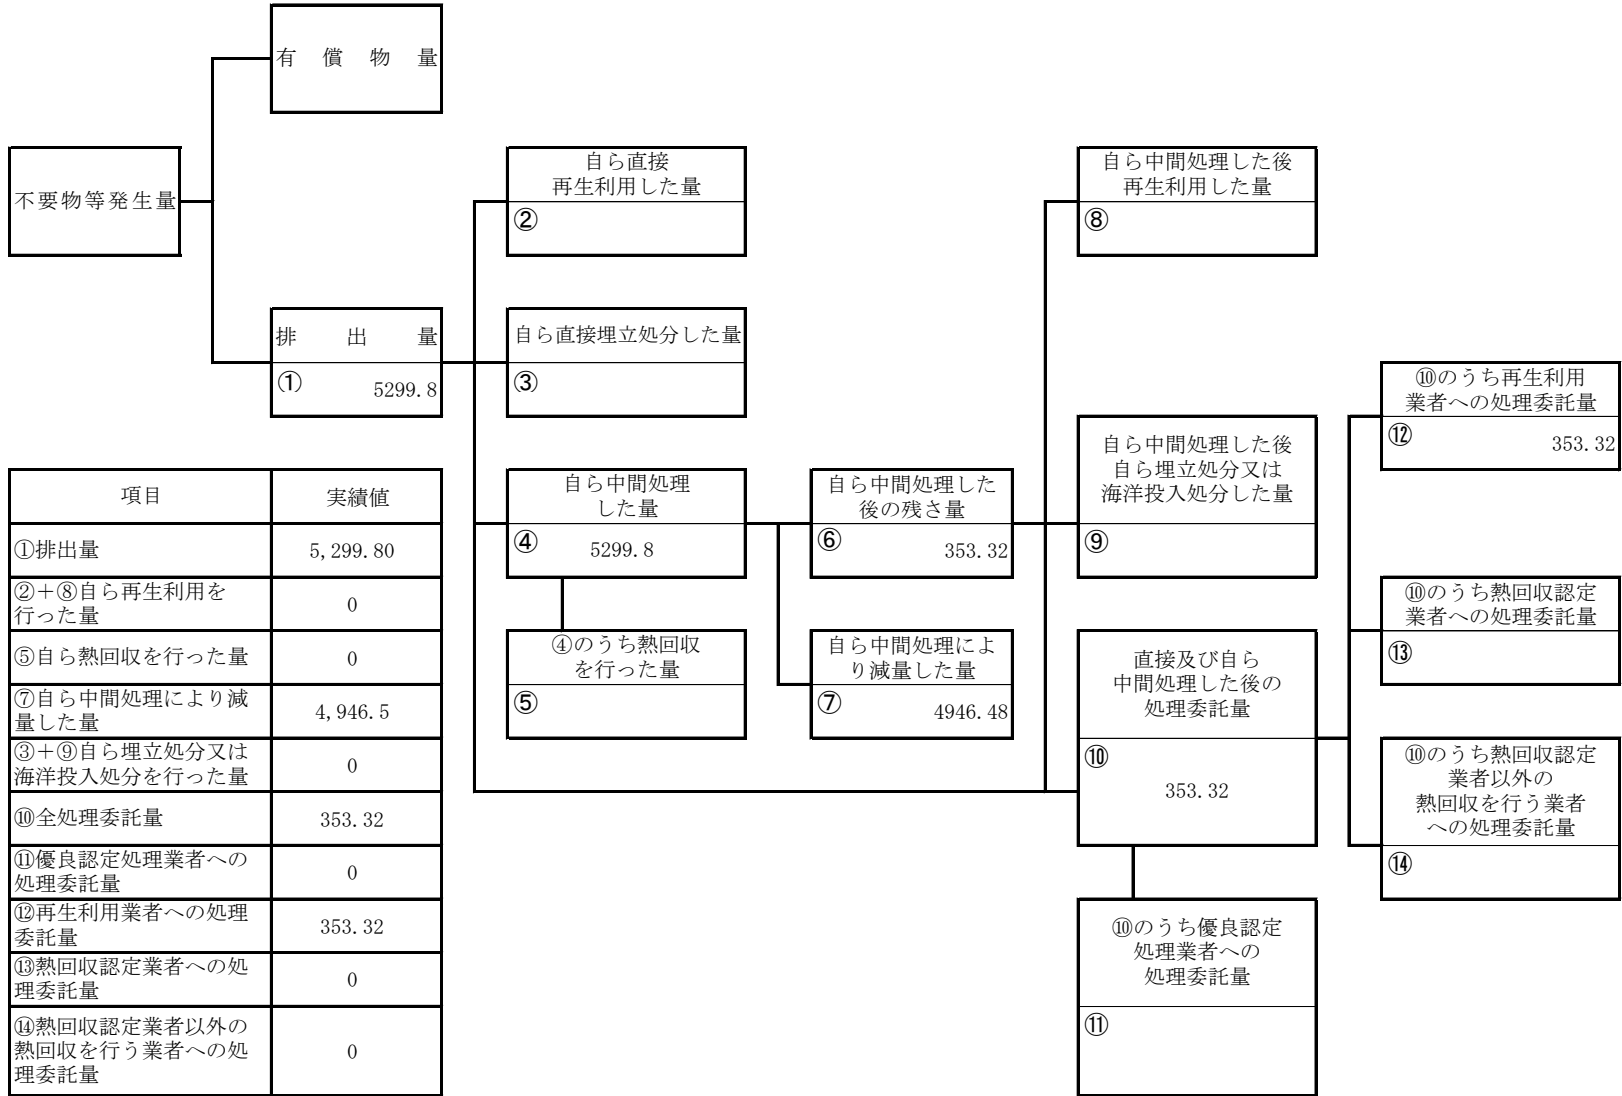 有償物量
不要物等発生量
自ら直接
再生利用した量
②
自ら中間処理した後
再生利用した量
⑧
排出量
① 5299.8
自ら直接埋立処分した量
③
自ら中間処理
した量
④ 5299.8
④のうち熱回収
を行った量
⑤
自ら中間処理した
後の残さ量
⑥ 353.32
自ら中間処理によ
り減量した量
⑦ 4946.48
自ら中間処理した後
自ら埋立処分又は
海洋投入処分した量
⑨
直接及び自ら
中間処理した後の
処理委託量
⑩
353.32
⑩のうち優良認定
処理業者への
処理委託量
⑪
⑩のうち再生利用
業者への処理委託量
⑫ 353.32
⑩のうち熱回収認定
業者への処理委託量
⑬
⑩のうち熱回収認定
業者以外の
熱回収を行う業者
への処理委託量
⑭
項目 実績値
①排出量 5,299.80
②＋⑧自ら再生利用を
行った量 0
⑤自ら熱回収を行った量 0
⑦自ら中間処理により減
量した量 4,946.5
③＋⑨自ら埋立処分又は
海洋投入処分を行った量 0
⑩全処理委託量 353.32
⑪優良認定処理業者への
処理委託量 0
⑫再生利用業者への処理
委託量 353.32
⑬熱回収認定業者への処
理委託量 0
⑭熱回収認定業者以外の
熱回収を行う業者への処
理委託量 0